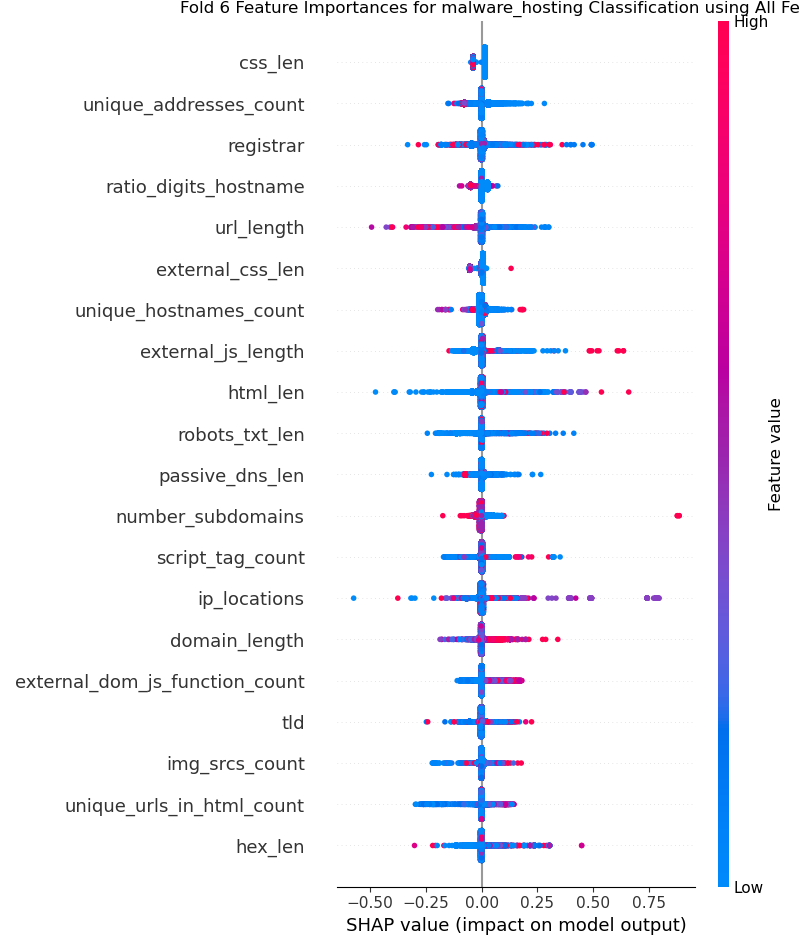 Fold 6 Feature Importances for malware_hosting Classification using All Fe
High
css_len
unique_addresses_count
registrar
ratio_digits_hostname
url_length
external_css_len
unique_hostnames_count
external_js_length
html_len
robots_txt_len
passive_dns_len
number_subdomains
script_tag_count
ip_locations
domain_length
external_dom_js_function_count
tld
img_srcs_count
unique_urls_in_html_count
hex_len
Feature value
Low
−0.50 −0.25 0.00 0.25 0.50 0.75
SHAP value (impact on model output)